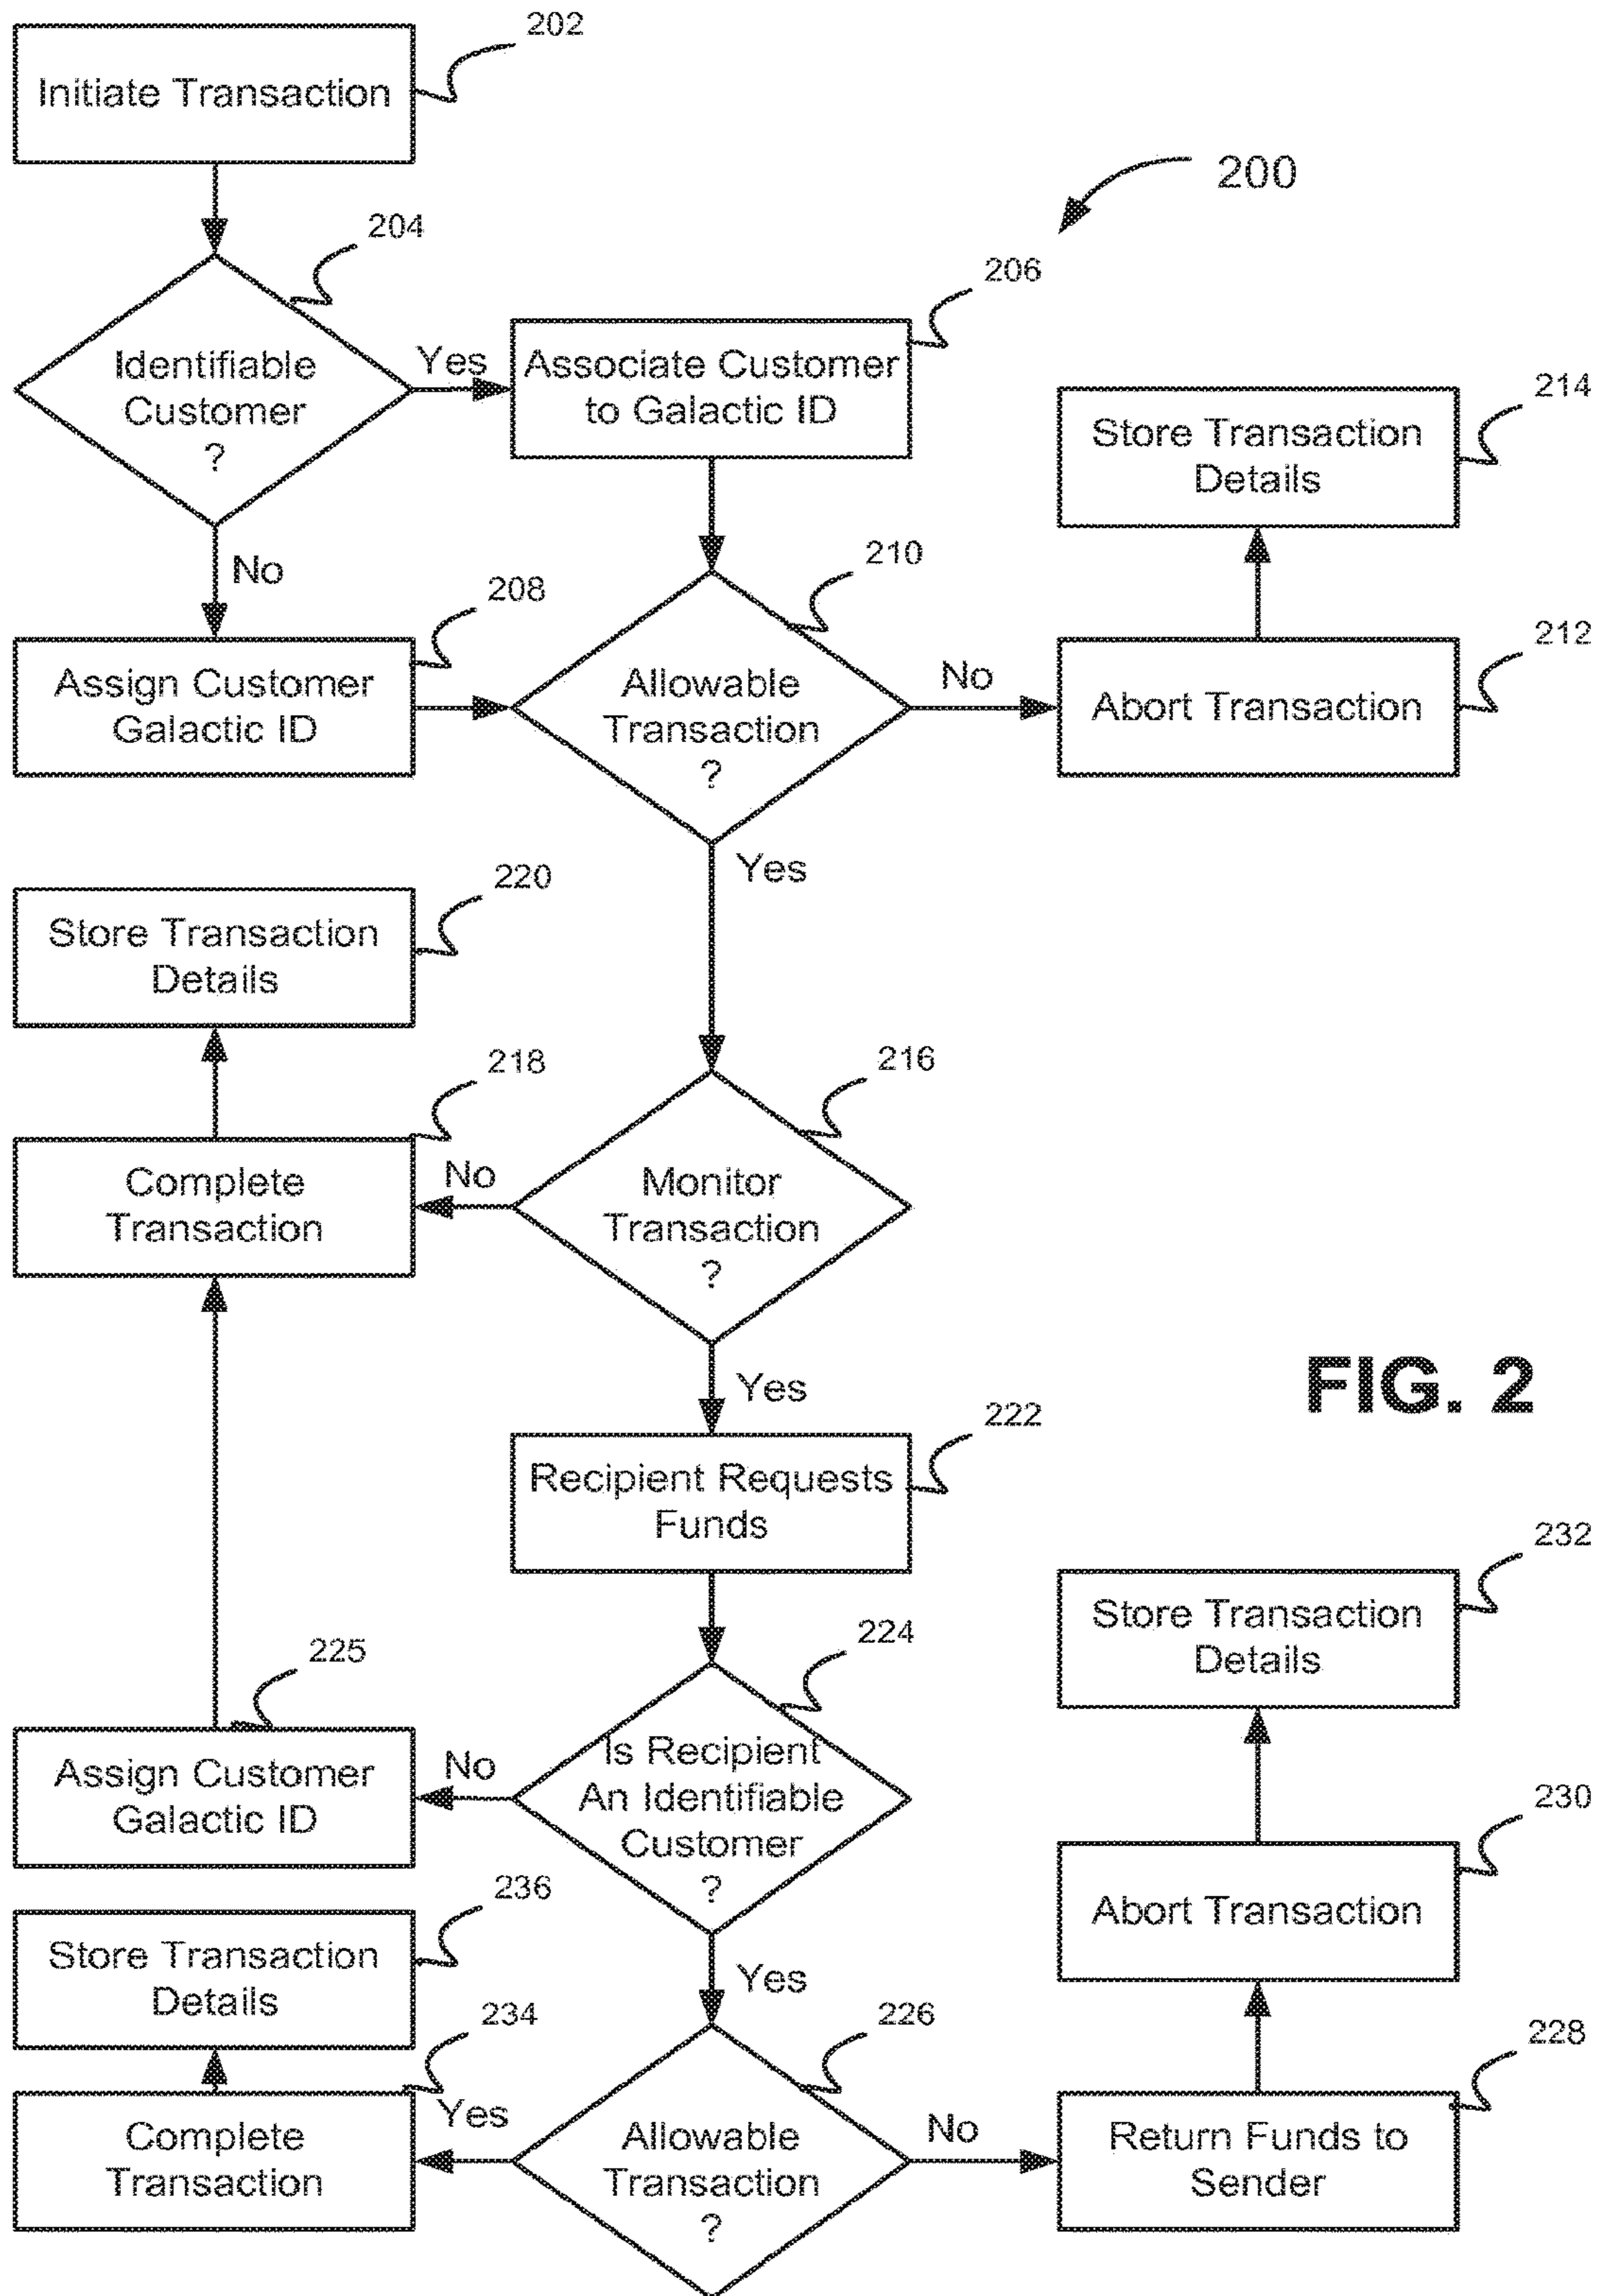 202
Initiate Transaction
200
204
206
Identifiable
Customer
?
Yes
Associate Customer
to Galactic ID
214
Store Transaction
Details
No
208
210
212
Assign Customer
Galactic ID
Allowable
Transaction
?
No
Abort Transaction
Yes
220
Store Transaction
Details
218
216
Complete
Transaction
No
Monitor
Transaction
?
Yes
FIG. 2
222
Recipient Requests
Funds
232
Store Transaction
Details
225
224
Assign Customer
Galactic ID
No
Is Recipient
An Identifiable
Customer
?
230
Abort Transaction
236
Store Transaction
Details
Yes
234
226
228
Complete
Transaction
Yes
Allowable
Transaction
?
No
Return Funds to
Sender